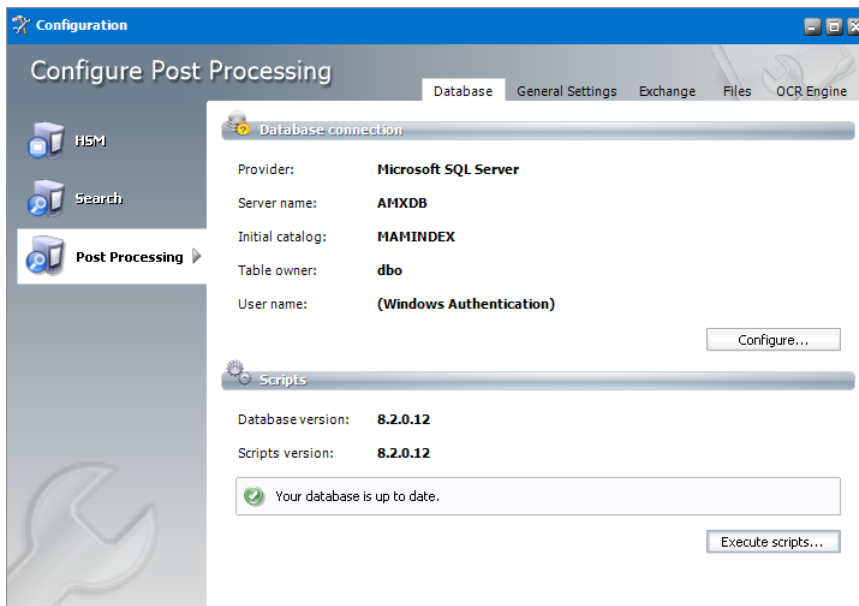 Configuration
Configure Post Processing
Database General Settings Exchange Files OCR Engine
HSM
Search
Post Processing
Database connection
Provider: Microsoft SQL Server
Server name: AMXDB
Initial catalog: MAMINDEX
Table owner: dbo
User name: (Windows Authentication)
Configure...
Scripts
Database version: 8.2.0.12
Scripts version: 8.2.0.12
Your database is up to date.
Execute scripts...